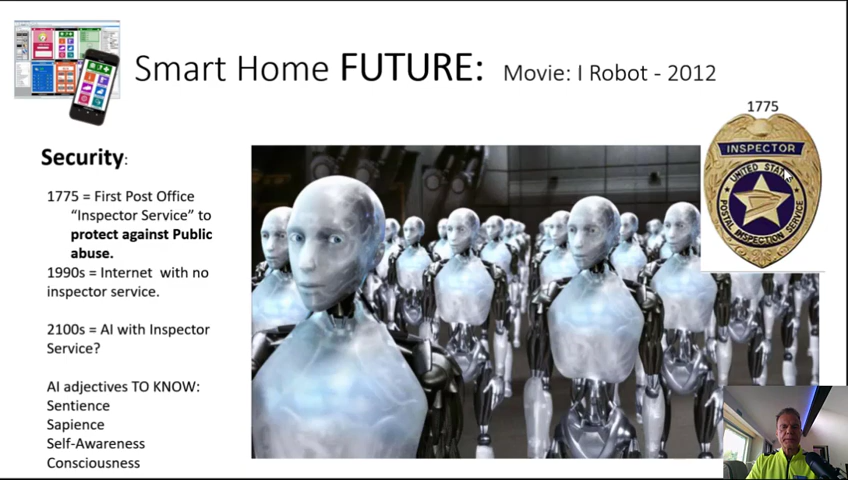 Smart Home FUTURE: Movie: I Robot - 2012
1775
INSPECTOR
UNITED STATES
POSTAL INSPECTION SERVICE
Security:
1775 = First Post Office
“Inspector Service” to
protect against Public
abuse.
1990s = Internet with no
inspector service.
2100s = AI with Inspector
Service?
AI adjectives TO KNOW:
Sentience
Sapience
Self-Awareness
Consciousness